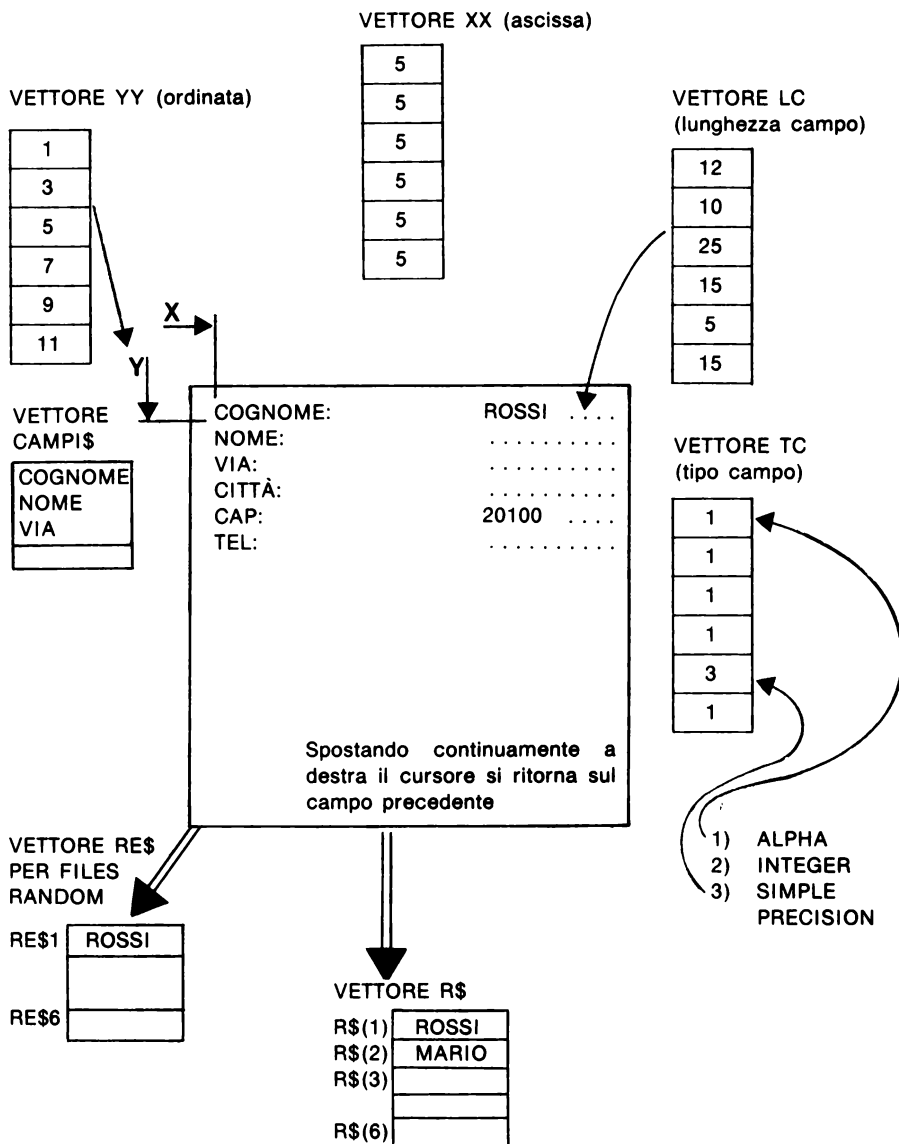 VETTORE XX (ascissa)
5
5
5
5
5
5
VETTORE YY (ordinata)
1
3
5
7
9
11
VETTORE LC
(lunghezza campo)
12
10
25
15
5
15
X
Y
VETTORE
CAMPI$
COGNOME
NOME
VIA
COGNOME: ROSSI . . . .
NOME: . . . . . . . . . .
VIA: . . . . . . . . . .
CITTÀ: . . . . . . . . . .
CAP: 20100 . . . .
TEL: . . . . . . . . . .
Spostando continuamente a
destra il cursore si ritorna sul
campo precedente
VETTORE TC
(tipo campo)
1
1
1
1
3
1
1) ALPHA
2) INTEGER
3) SIMPLE
PRECISION
VETTORE RE$
PER FILES
RANDOM
RE$1 ROSSI
RE$6
VETTORE R$
R$(1) ROSSI
R$(2) MARIO
R$(3)
R$(6)